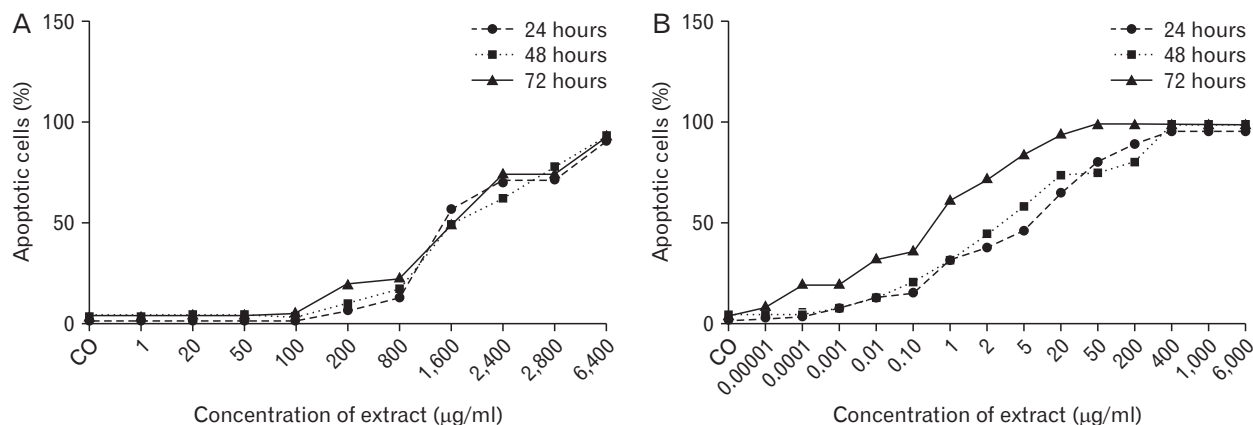 A
150
100
50
0
Apoptotic cells (%)
24 hours
48 hours
72 hours
CO
1
20
50
100
200
800
1,600
2,400
2,800
6,400
Concentration of extract (μg/ml)
B
150
100
50
0
Apoptotic cells (%)
24 hours
48 hours
72 hours
CO
0.00001
0.0001
0.001
0.01
0.10
1
2
5
20
50
200
400
1,000
6,000
Concentration of extract (μg/ml)